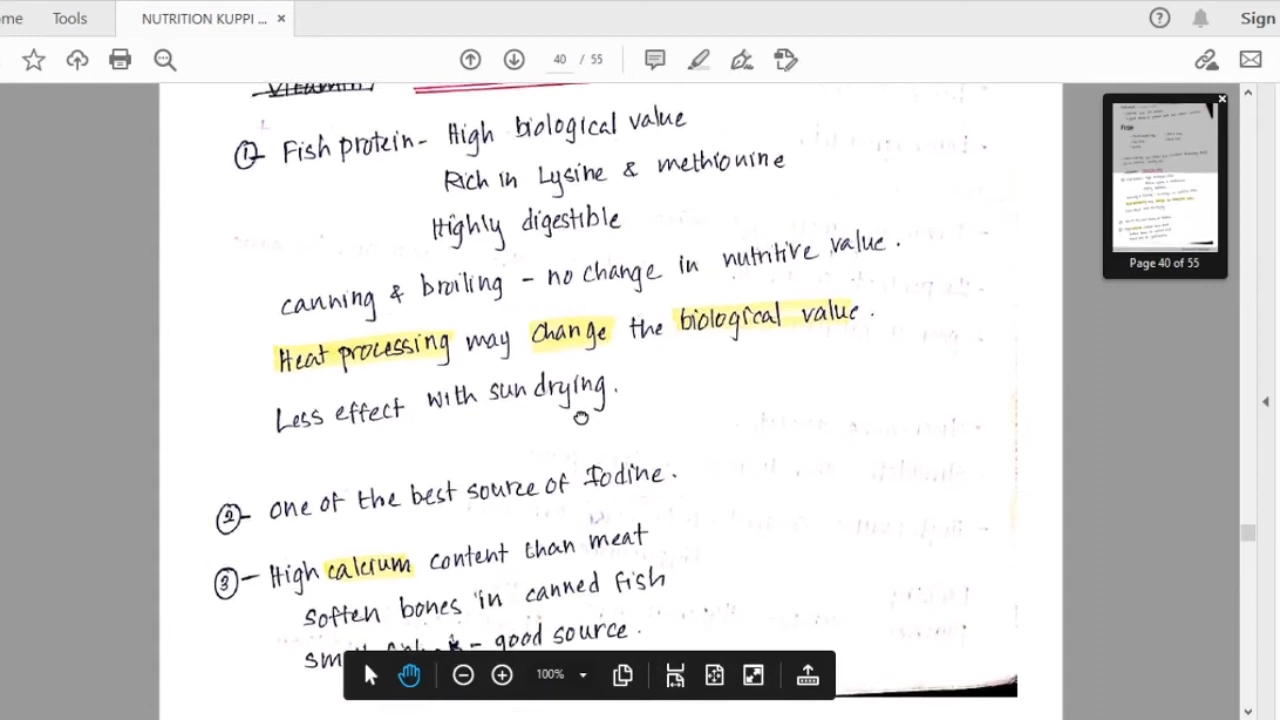 ome Tools NUTRITION KUPPI ... × Sign
40 / 55
Vitamin,
① Fish protein - High biological value
Rich in Lysine & methionine
Highly digestible
canning & broiling - no change in nutritive value.
Heat processing may change the biological value.
Less effect with sun drying.
② - One of the best source of Iodine.
③ - High calcium content than meat
soften bones in canned fish
small - good source.
100%
Page 40 of 55